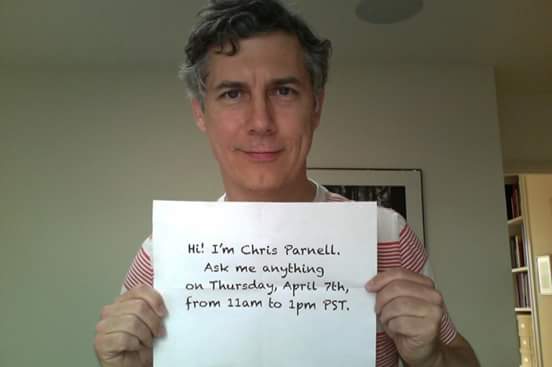 Hi! I'm Chris Parnell.
Ask me anything
on Thursday, April 7th,
from 11am to 1pm PST.